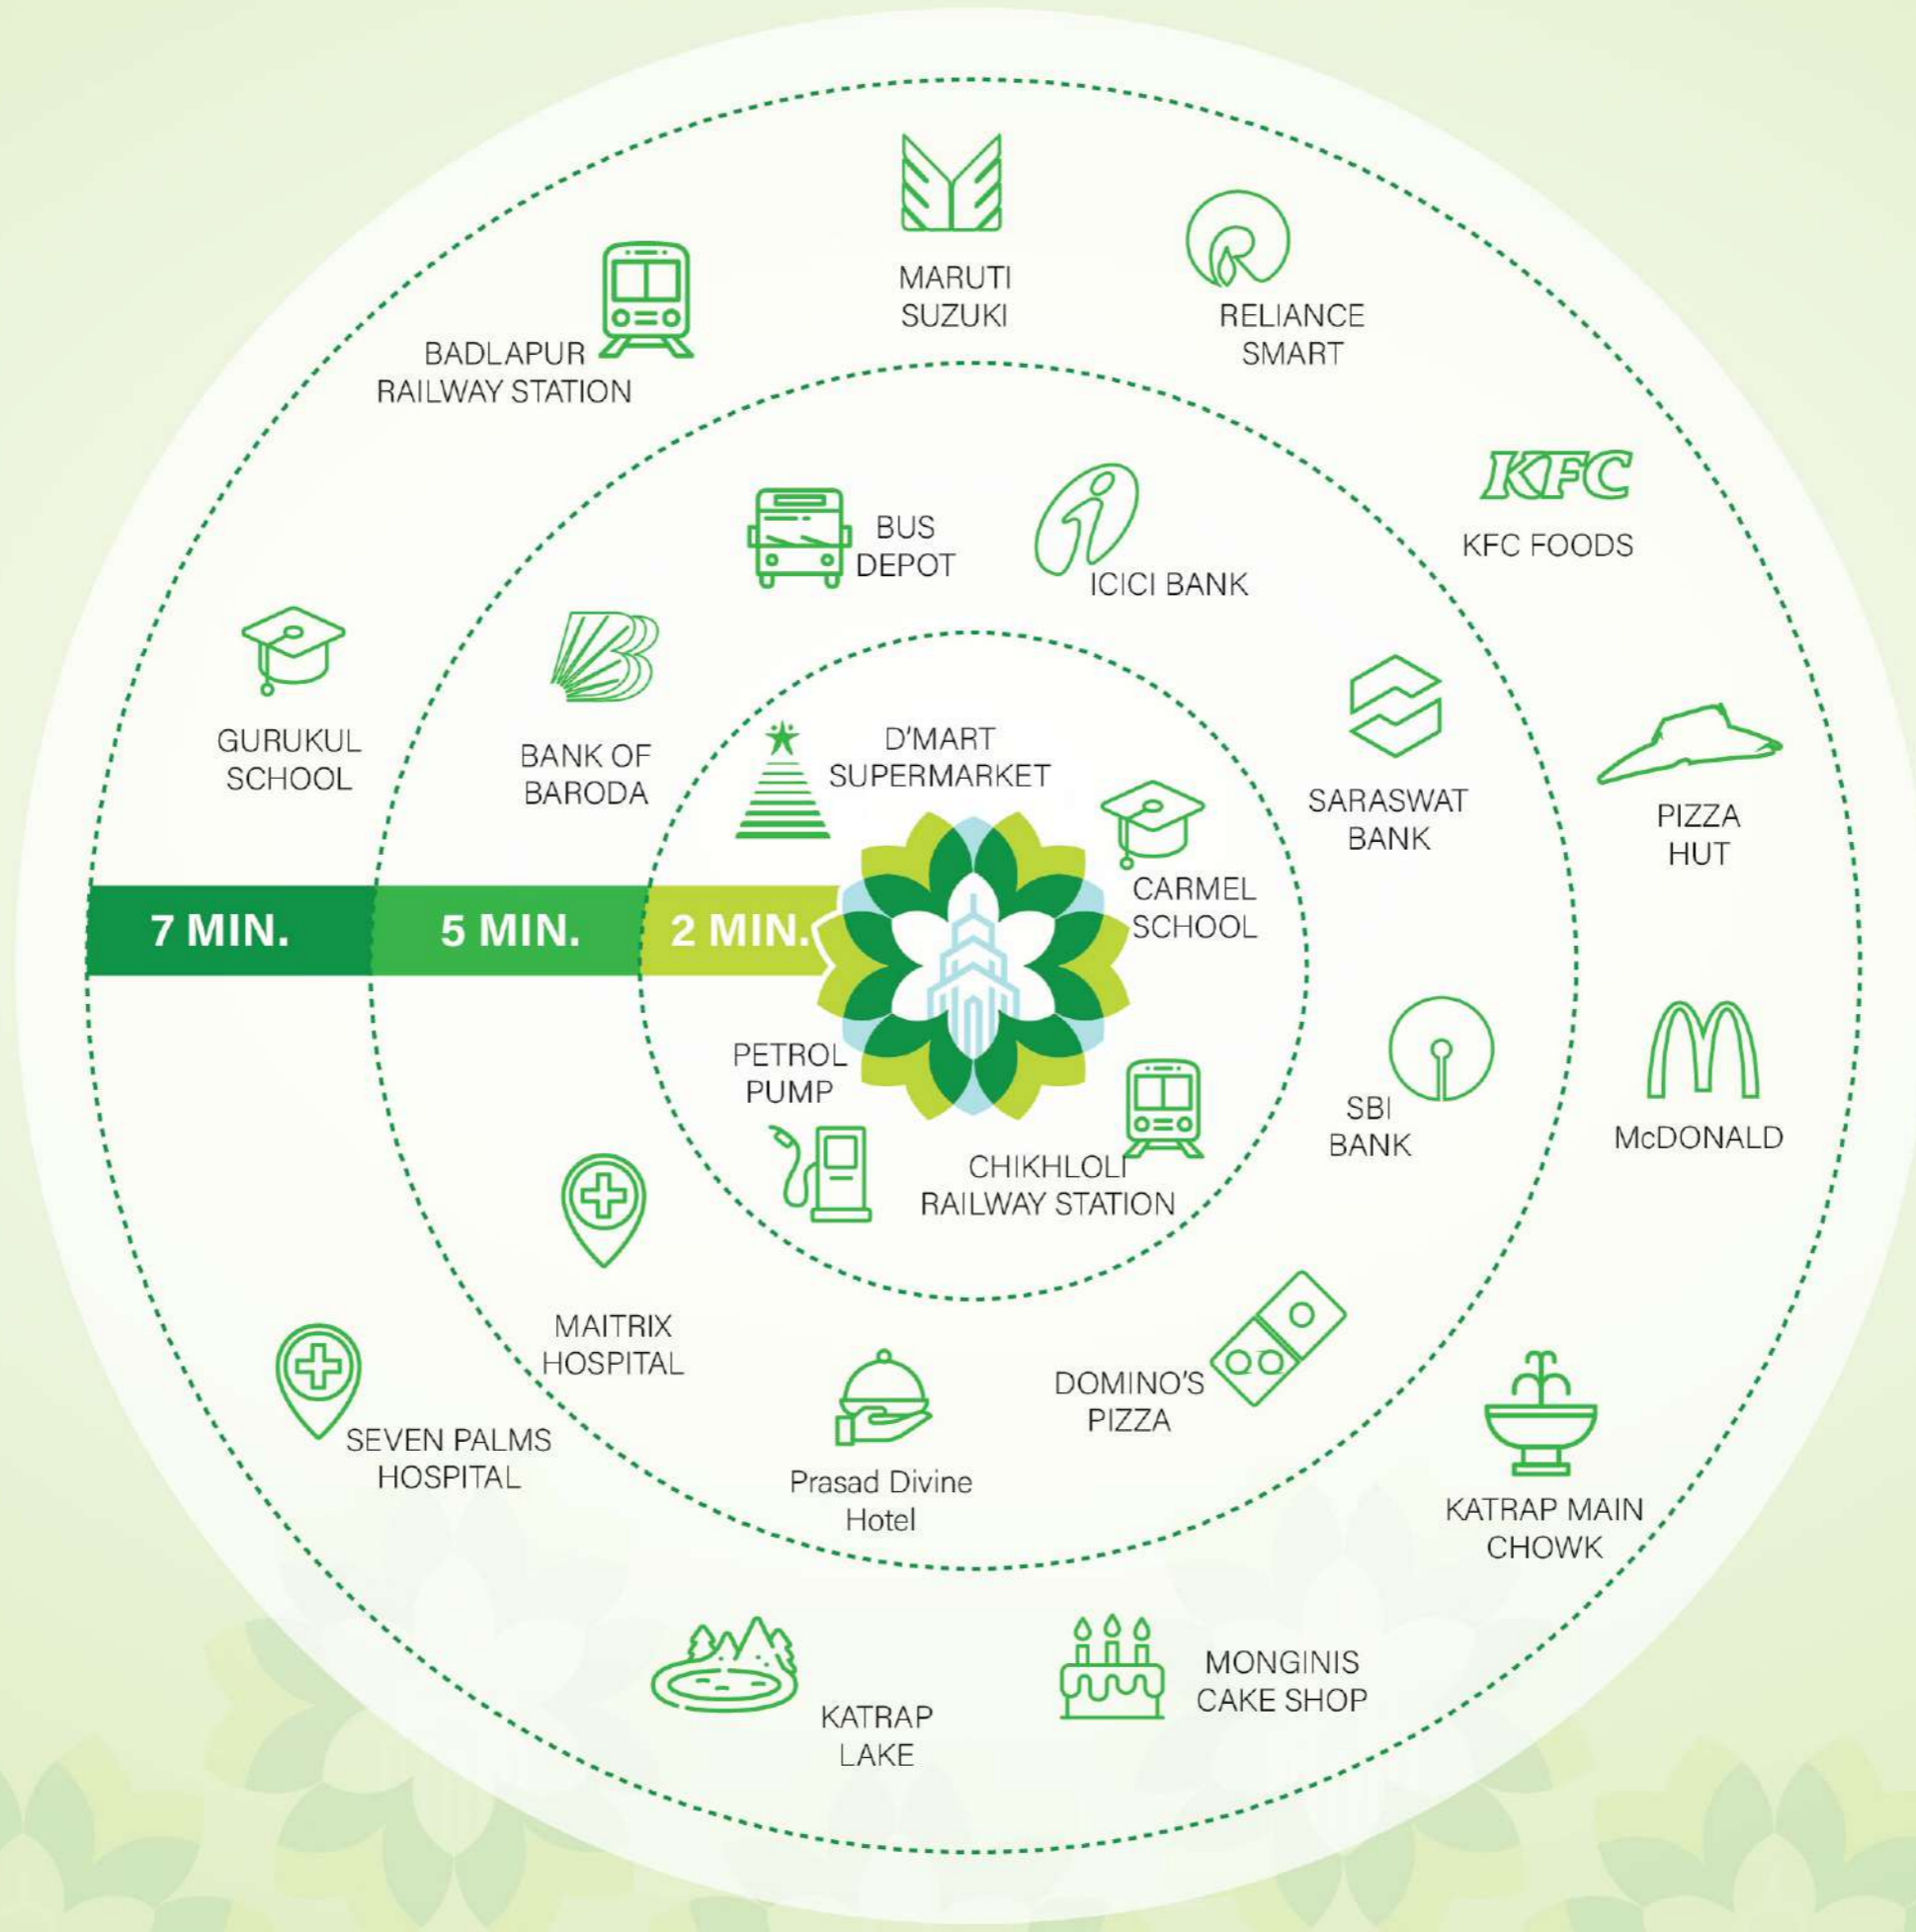 MARUTI
SUZUKI
RELIANCE
SMART
BADLAPUR
RAILWAY STATION
KFC
KFC FOODS
BUS
DEPOT
ICICI BANK
GURUKUL
SCHOOL
BANK OF
BARODA
D'MART
SUPERMARKET
SARASWAT
BANK
PIZZA
HUT
CARMEL
SCHOOL
7 MIN.
5 MIN.
2 MIN.
PETROL
PUMP
SBI
BANK
McDONALD
CHIKHLOLI
RAILWAY STATION
MAITRIX
HOSPITAL
DOMINO'S
PIZZA
SEVEN PALMS
HOSPITAL
Prasad Divine
Hotel
KATRAP MAIN
CHOWK
MONGINIS
CAKE SHOP
KATRAP
LAKE